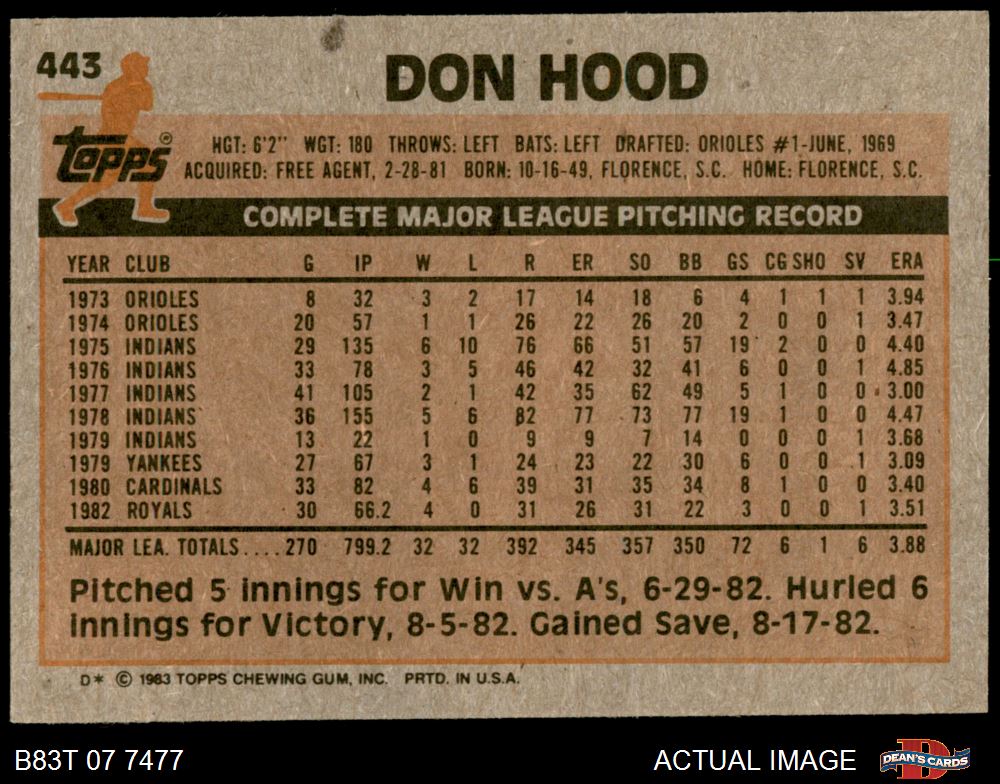 443
DON HOOD
TOPPS®
HGT: 6'2" WGT: 180 THROWS: LEFT BATS: LEFT DRAFTED: ORIOLES #1-JUNE, 1969
ACQUIRED: FREE AGENT, 2-28-81 BORN: 10-16-49, FLORENCE, S.C. HOME: FLORENCE, S.C.
COMPLETE MAJOR LEAGUE PITCHING RECORD
YEAR CLUB G IP W L R ER SO BB GS CG SHO SV ERA
1973 ORIOLES 8 32 3 2 17 14 18 6 4 1 1 1 3.94
1974 ORIOLES 20 57 1 1 26 22 26 20 2 0 0 1 3.47
1975 INDIANS 29 135 6 10 76 66 51 57 19 2 0 0 4.40
1976 INDIANS 33 78 3 5 46 42 32 41 6 0 0 1 4.85
1977 INDIANS 41 105 2 1 42 35 62 49 5 1 0 0 3.00
1978 INDIANS 36 155 5 6 82 77 73 77 19 1 0 0 4.47
1979 INDIANS 13 22 1 0 9 9 7 14 0 0 0 1 3.68
1979 YANKEES 27 67 3 1 24 23 22 30 6 0 0 1 3.09
1980 CARDINALS 33 82 4 6 39 31 35 34 8 1 0 0 3.40
1982 ROYALS 30 66.2 4 0 31 26 31 22 3 0 0 1 3.51
MAJOR LEA. TOTALS....270 799.2 32 32 392 345 357 350 72 6 1 6 3.88
Pitched 5 innings for Win vs. A's, 6-29-82. Hurled 6
innings for Victory, 8-5-82. Gained Save, 8-17-82.
D* © 1983 TOPPS CHEWING GUM, INC. PRTD. IN U.S.A.
B83T 07 7477
ACTUAL IMAGE
DEAN'S CARDS